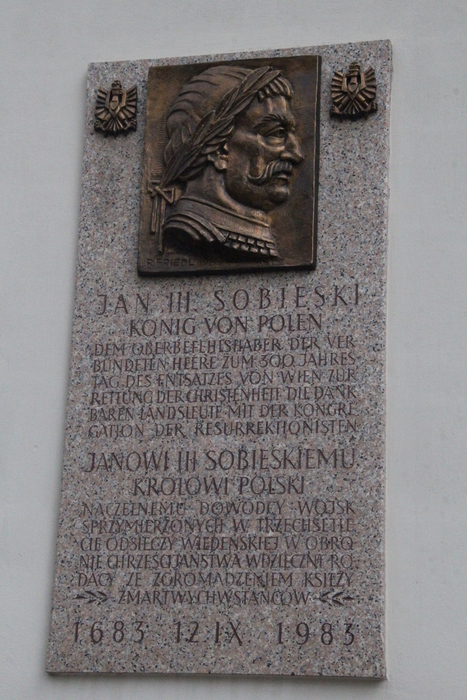 R. FRIEDL
JAN III. SOBIESKI
KÖNIG VON POLEN
DEM OBERBEFEHLSHABER DER VER
BÜNDETEN HEERE ZUM 300 JAHRES
TAG DES ENTSATZES VON WIEN ZUR
RETTUNG DER CHRISTENHEIT DIE DANK
BAREN LANDSLEUTE MIT DER KONGRE
GATION DER RESURREKTIONISTEN
JANOWI III SOBIESKIEMU
KRÓLOWI POLSKI
NACZELNEMU DOWÓDCY WOJSK
SPRZYMIERZONYCH W TRZECHSETLE
CIE ODSIECZY WIEDEŃSKIEJ W OBRO
NIE CHRZEŚCIJAŃSTWA WDZIĘCZNI RO
DACY ZE ZGROMADZENIEM KSIĘŻY
ZMARTWYCHWSTAŃCÓW
1683 12.IX. 1983